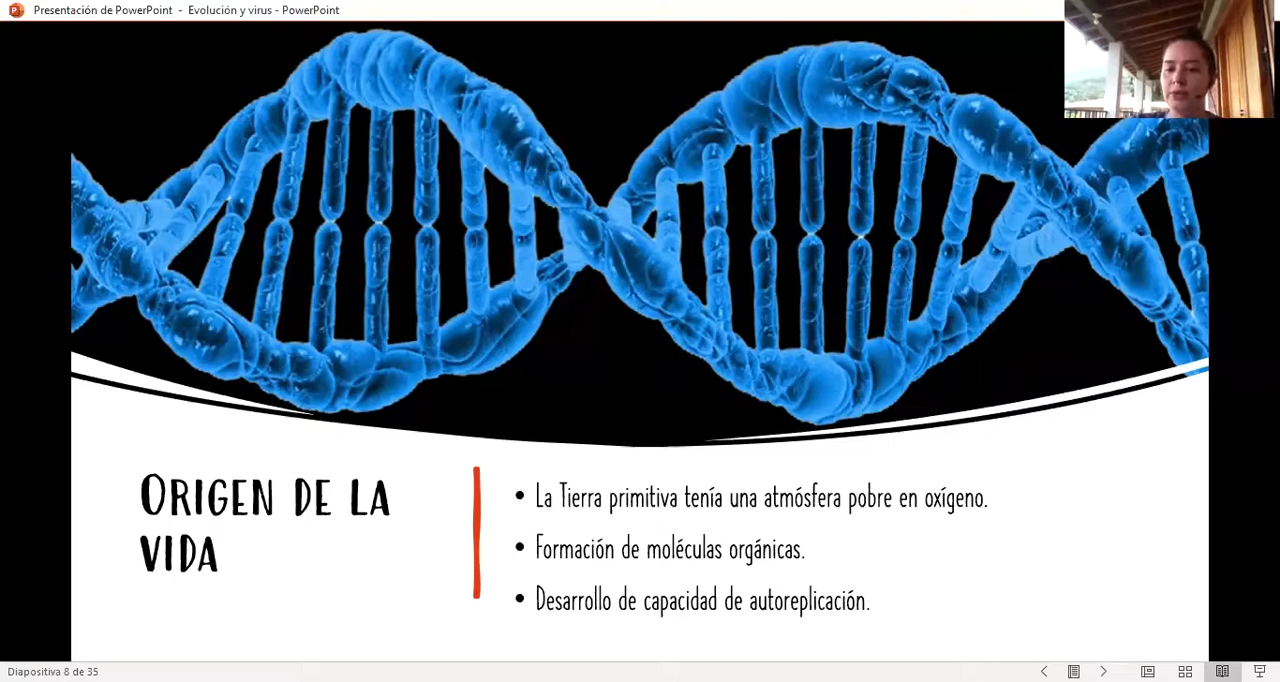 Presentación de PowerPoint - Evolución y virus - PowerPoint
ORIGEN DE LA
VIDA
• La Tierra primitiva tenía una atmósfera pobre en oxígeno.
• Formación de moléculas orgánicas.
• Desarrollo de capacidad de autoreplicación.
Diapositiva 8 de 35